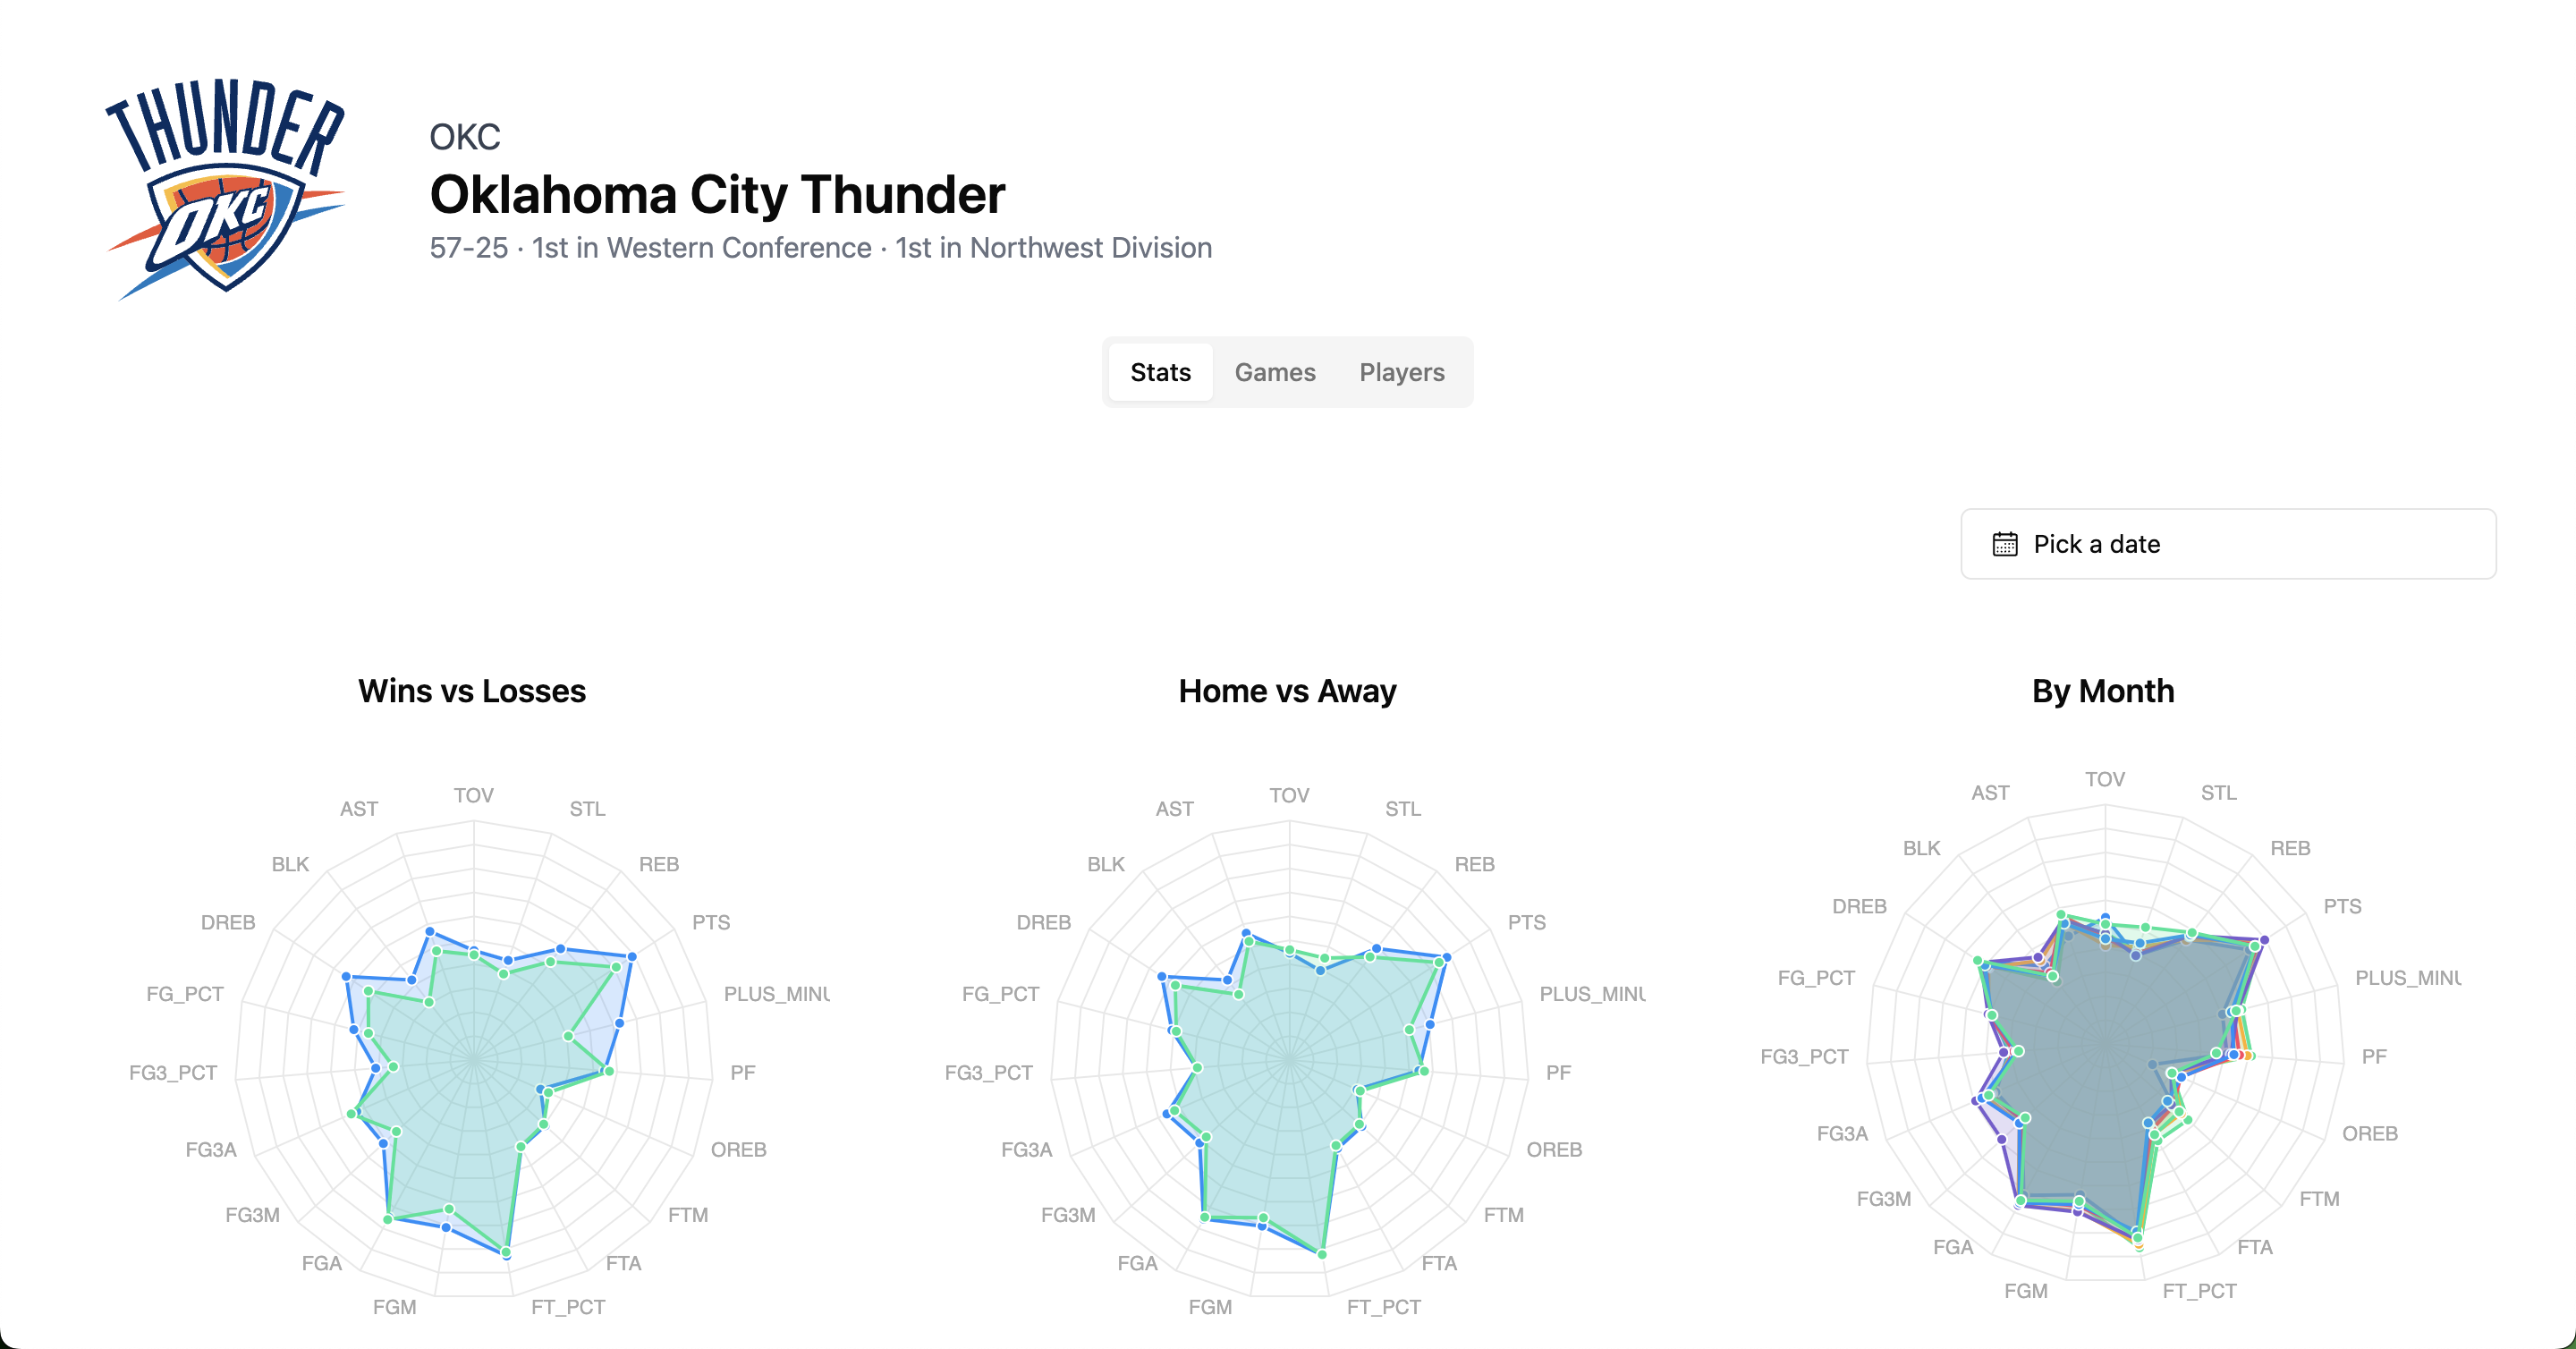 THUNDER
OKC
OKC
Oklahoma City Thunder
57-25 · 1st in Western Conference · 1st in Northwest Division
Stats Games Players
Pick a date
Wins vs Losses
TOV
STL
REB
PTS
PLUS_MINU
PF
OREB
FTM
FTA
FT_PCT
FGM
FGA
FG3M
FG3A
FG3_PCT
FG_PCT
DREB
BLK
AST
Home vs Away
TOV
STL
REB
PTS
PLUS_MINU
PF
OREB
FTM
FTA
FT_PCT
FGM
FGA
FG3M
FG3A
FG3_PCT
FG_PCT
DREB
BLK
AST
By Month
TOV
STL
REB
PTS
PLUS_MINU
PF
OREB
FTM
FTA
FT_PCT
FGM
FGA
FG3M
FG3A
FG3_PCT
FG_PCT
DREB
BLK
AST